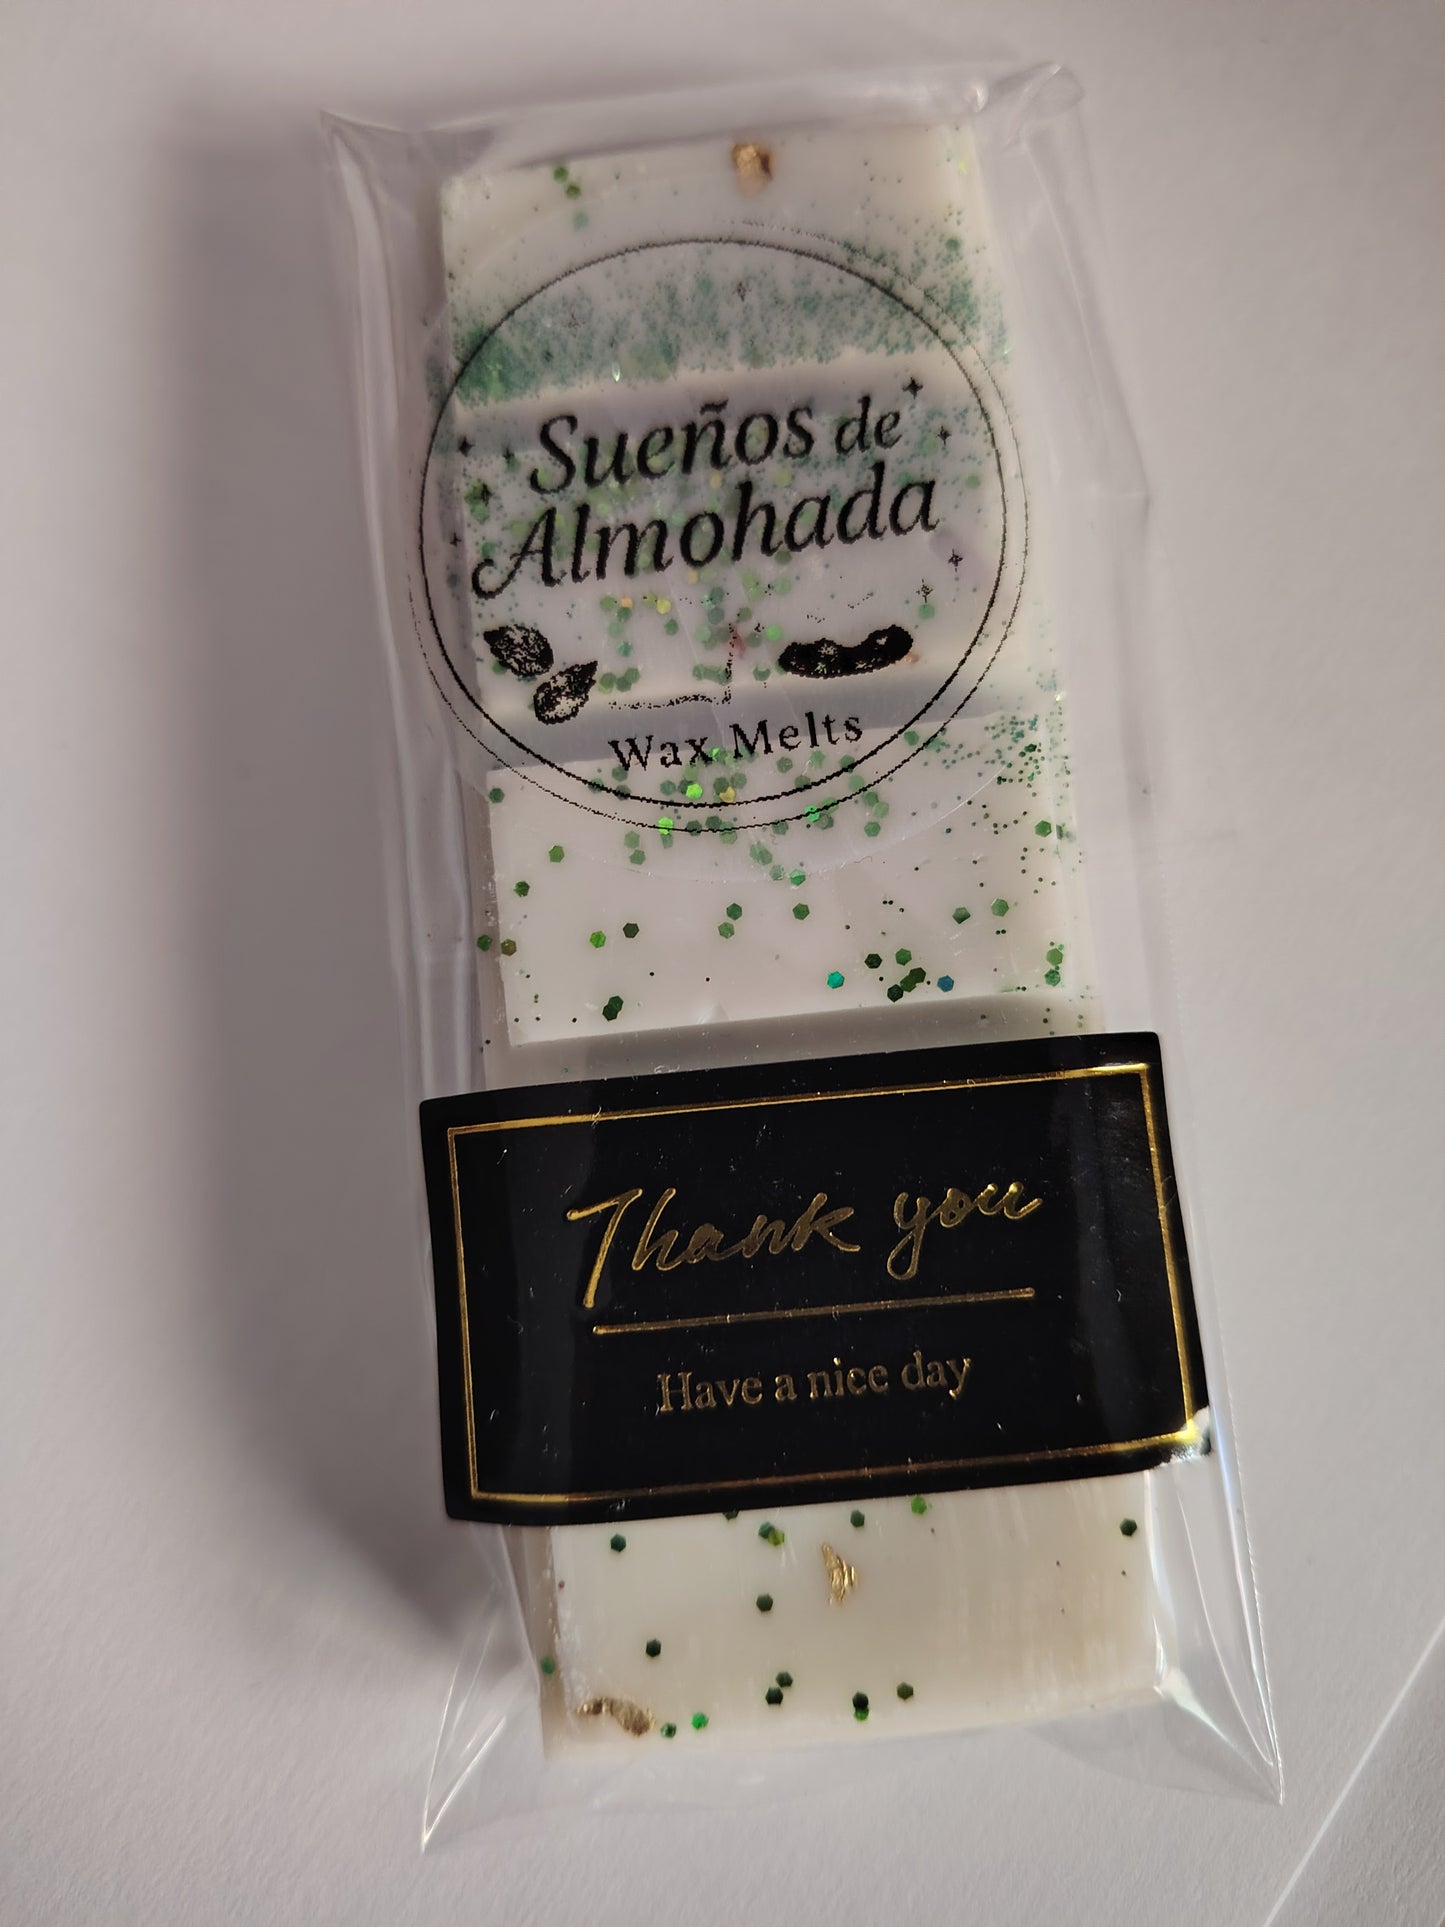 Sueños de
Almohada
Wax Melts
Thank you
Have a nice day